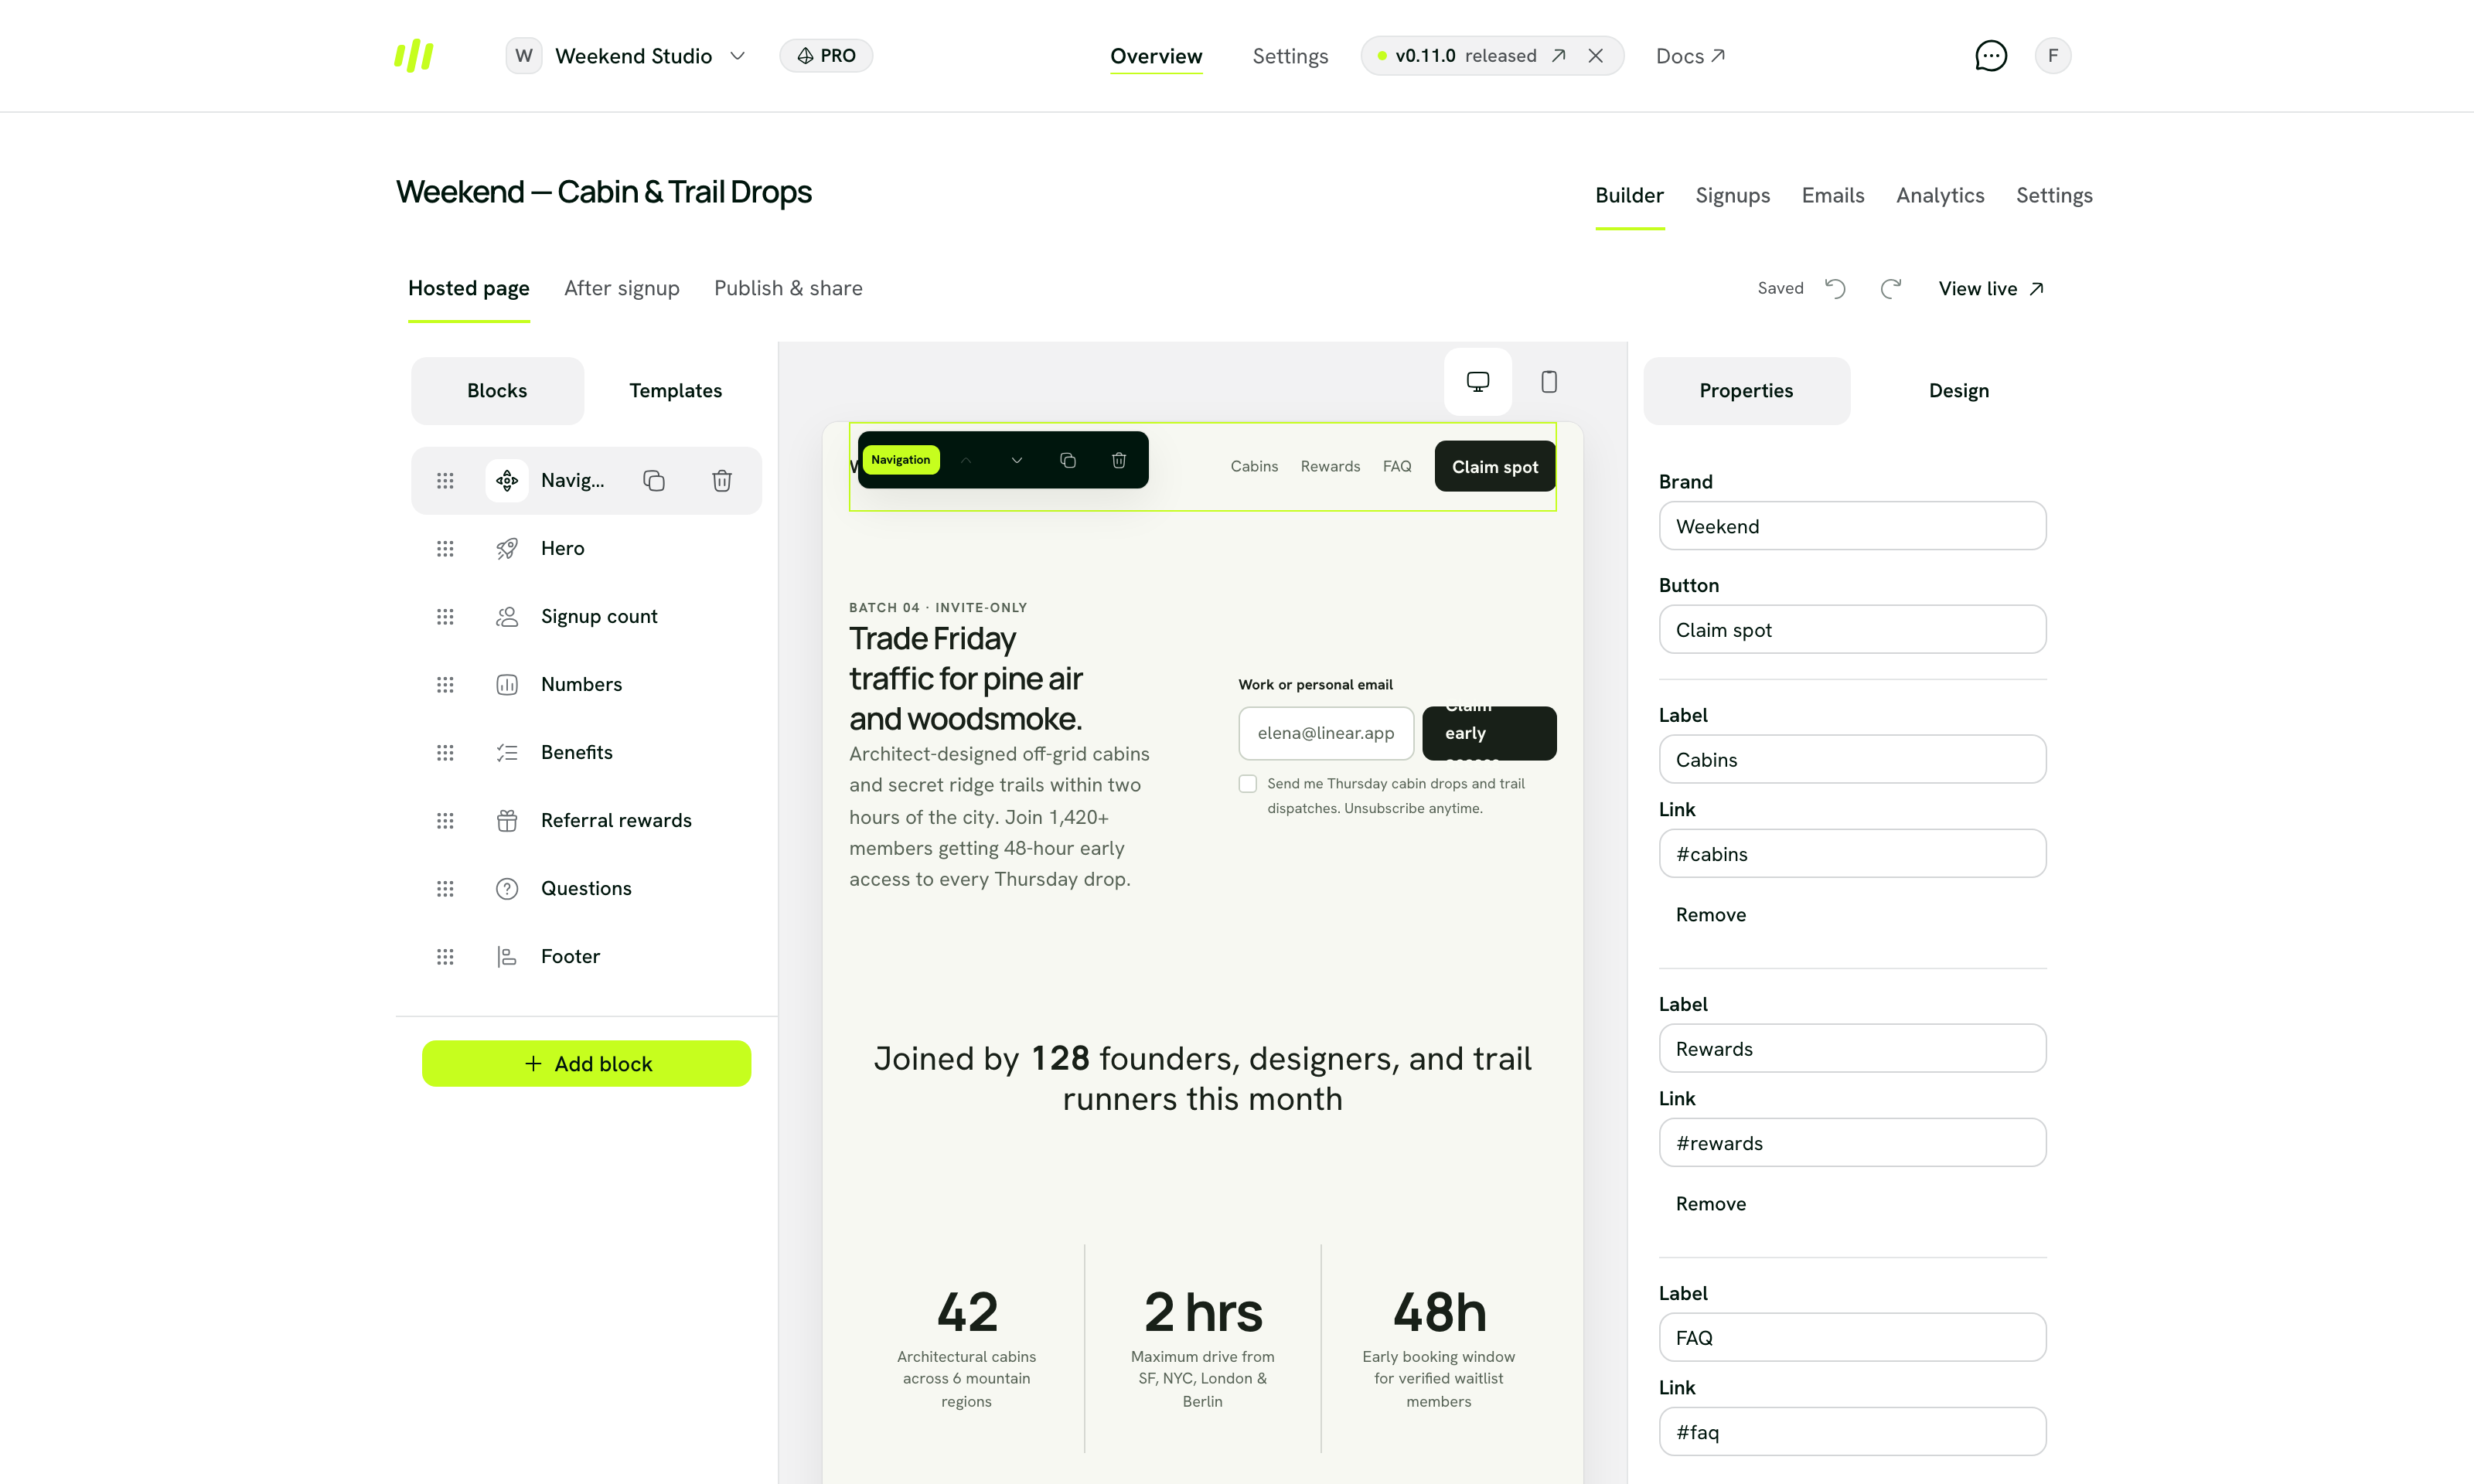 W Weekend Studio PRO Overview Settings v0.11.0 released Docs F
Weekend — Cabin & Trail Drops
Builder Signups Emails Analytics Settings
Hosted page After signup Publish & share
Saved View live
Blocks Templates
Navig...
Hero
Signup count
Numbers
Benefits
Referral rewards
Questions
Footer
Add block
Navigation
Cabins Rewards FAQ Claim spot
BATCH 04 · INVITE-ONLY
Trade Friday
traffic for pine air
and woodsmoke.
Architect-designed off-grid cabins
and secret ridge trails within two
hours of the city. Join 1,420+
members getting 48-hour early
access to every Thursday drop.
Work or personal email
elena@linear.app
Claim
early
Send me Thursday cabin drops and trail
dispatches. Unsubscribe anytime.
Joined by 128 founders, designers, and trail
runners this month
42
Architectural cabins
across 6 mountain
regions
2 hrs
Maximum drive from
SF, NYC, London &
Berlin
48h
Early booking window
for verified waitlist
members
Properties Design
Brand
Weekend
Button
Claim spot
Label
Cabins
Link
#cabins
Remove
Label
Rewards
Link
#rewards
Remove
Label
FAQ
Link
#faq